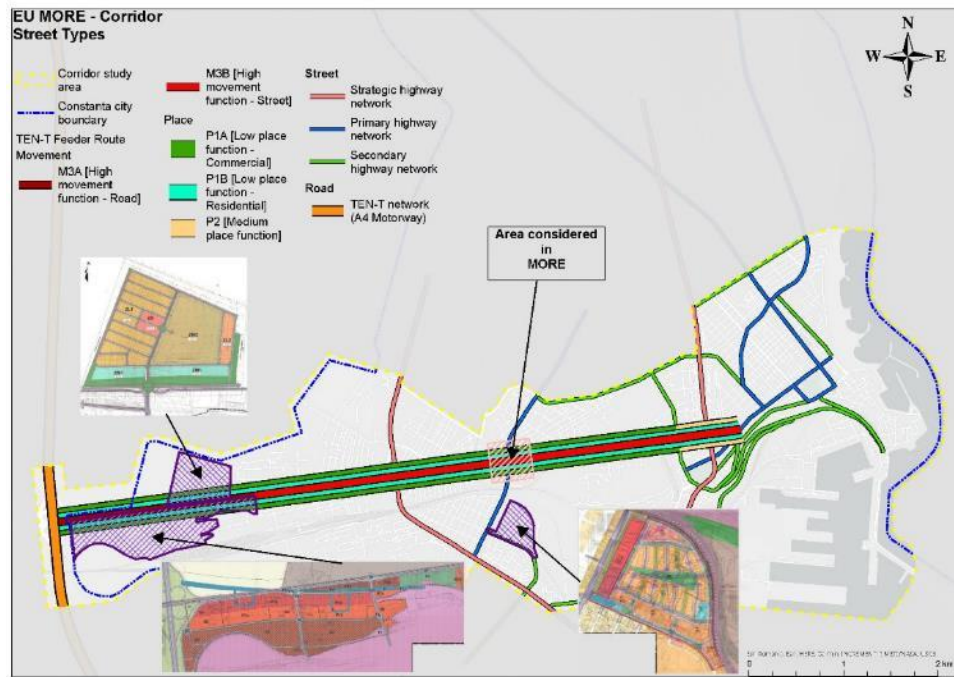 EU MORE - Corridor
Street Types
Corridor study
area
Constanta city
boundary
TEN-T Feeder Route
Movement
M3A [High
movement
function - Road]
M3B [High
movement
function - Street]
Place
P1A [Low place
function -
Commercial]
P1B [Low place
function -
Residential]
P2 [Medium
place function]
Street
Strategic highway
network
Primary highway
network
Secondary
highway network
Road
TEN-T network
(A4 Motorway)
N
W
E
S
Area considered
in
MORE
0
1
2 km